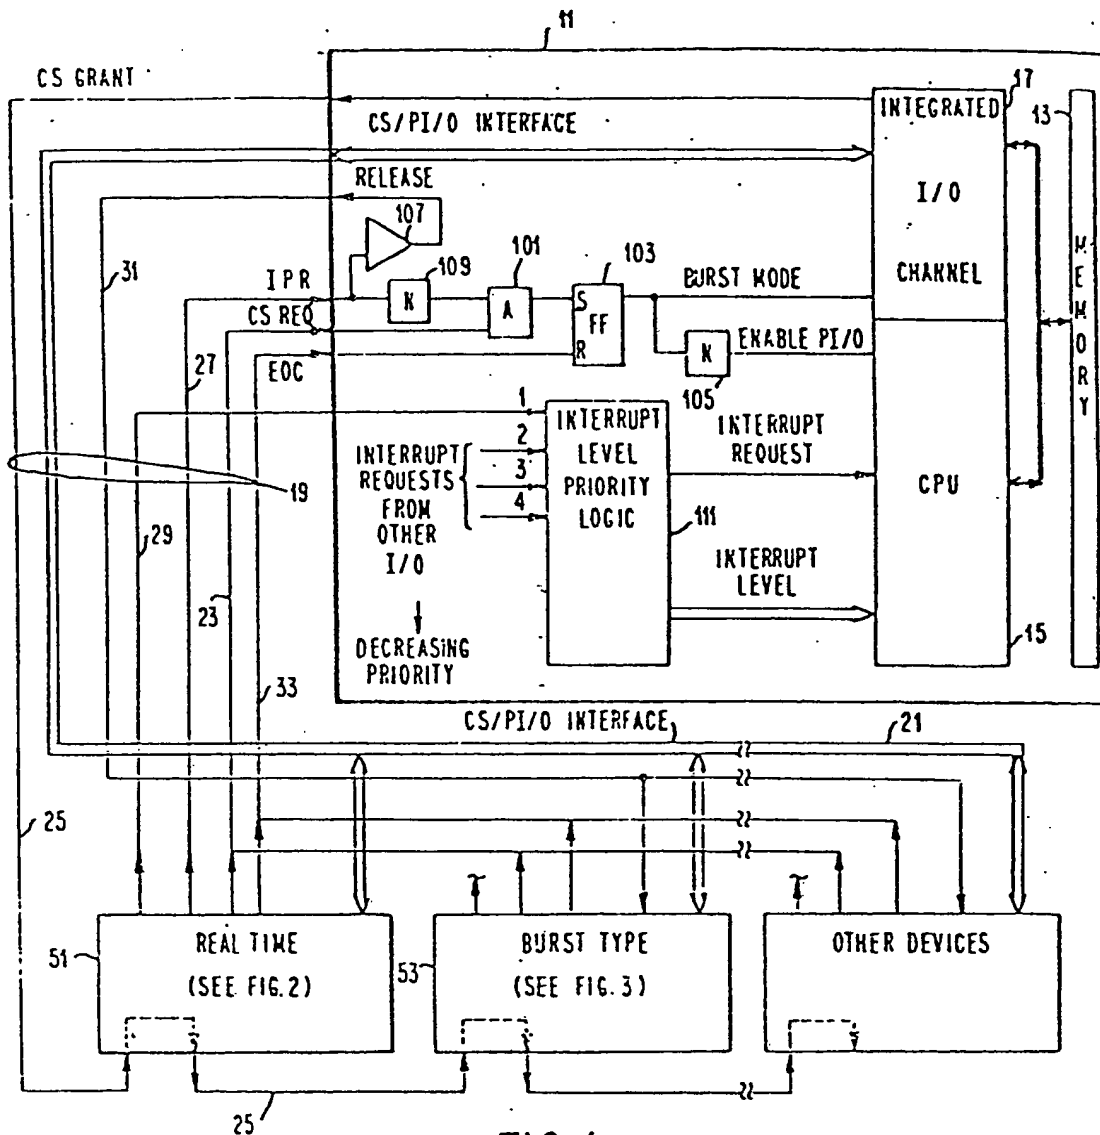 11
CS GRANT
17
INTEGRATED
13
CS/PI/O INTERFACE
RELEASE
I/O
107
101
103
109
MEMORY
31
IPR
BURST MODE
CHANNEL
N
A
S
FF
R
CS REQ
ENABLE PI/O
EOC
N
27
105
1
INTERRUPT
LEVEL
PRIORITY
LOGIC
INTERRUPT
REQUEST
2
3
4
INTERRUPT
REQUESTS
FROM
OTHER
I/O
CPU
19
111
29
INTERRUPT
LEVEL
23
DECREASING
PRIORITY
15
33
CS/PI/O INTERFACE
21
25
REAL TIME
(SEE FIG. 2)
51
BURST TYPE
(SEE FIG. 3)
53
OTHER DEVICES
25